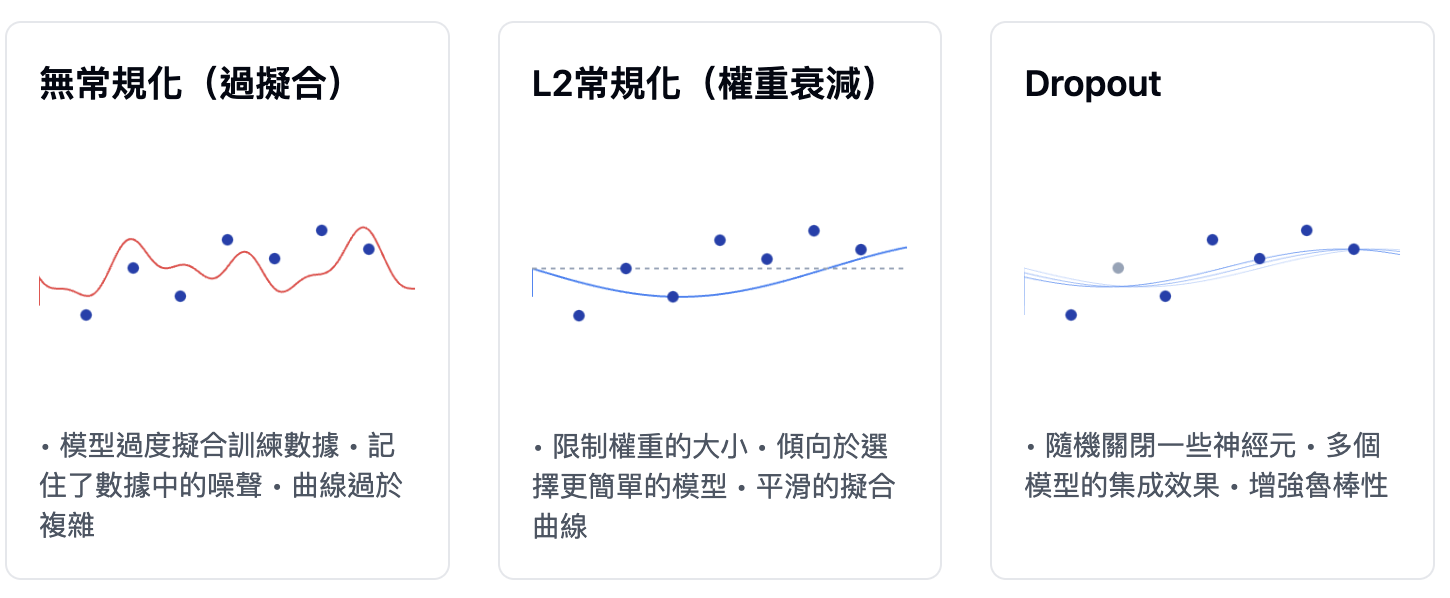 無常規化（過擬合）
• 模型過度擬合訓練數據 • 記
住了數據中的噪聲 • 曲線過於
複雜
L2常規化（權重衰減）
• 限制權重的大小 • 傾向於選
擇更簡單的模型 • 平滑的擬合
曲線
Dropout
• 隨機關閉一些神經元 • 多個
模型的集成效果 • 增強魯棒性